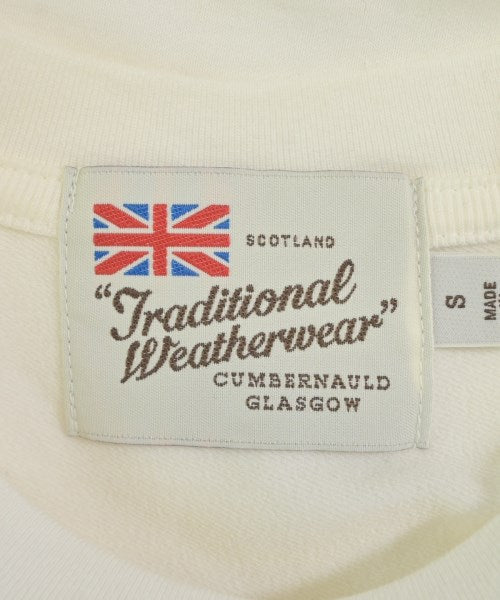 SCOTLAND
"Traditional
Weatherwear"
CUMBERNAULD
GLASGOW
S
MADE